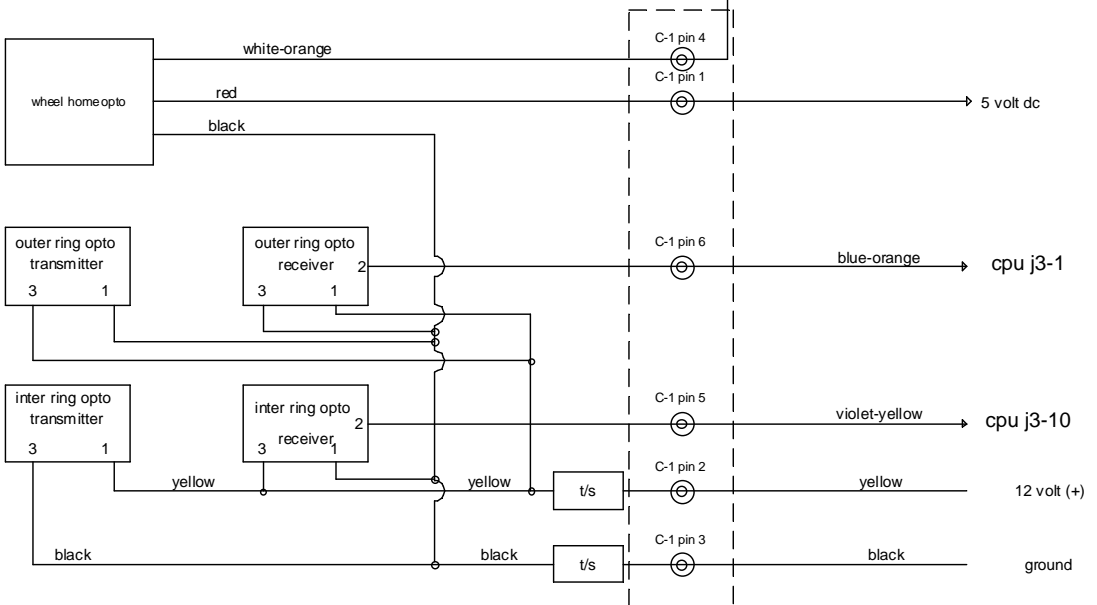 C-1 pin 4
white-orange
C-1 pin 1
wheel home opto
red
5 volt dc
black
outer ring opto
transmitter
3 1
outer ring opto
receiver 2
3 1
C-1 pin 6
blue-orange
cpu j3-1
inter ring opto
transmitter
3 1
inter ring opto
2
receiver
3 1
C-1 pin 5
violet-yellow
cpu j3-10
yellow
yellow
t/s
C-1 pin 2
yellow
12 volt (+)
black
black
t/s
C-1 pin 3
black
ground